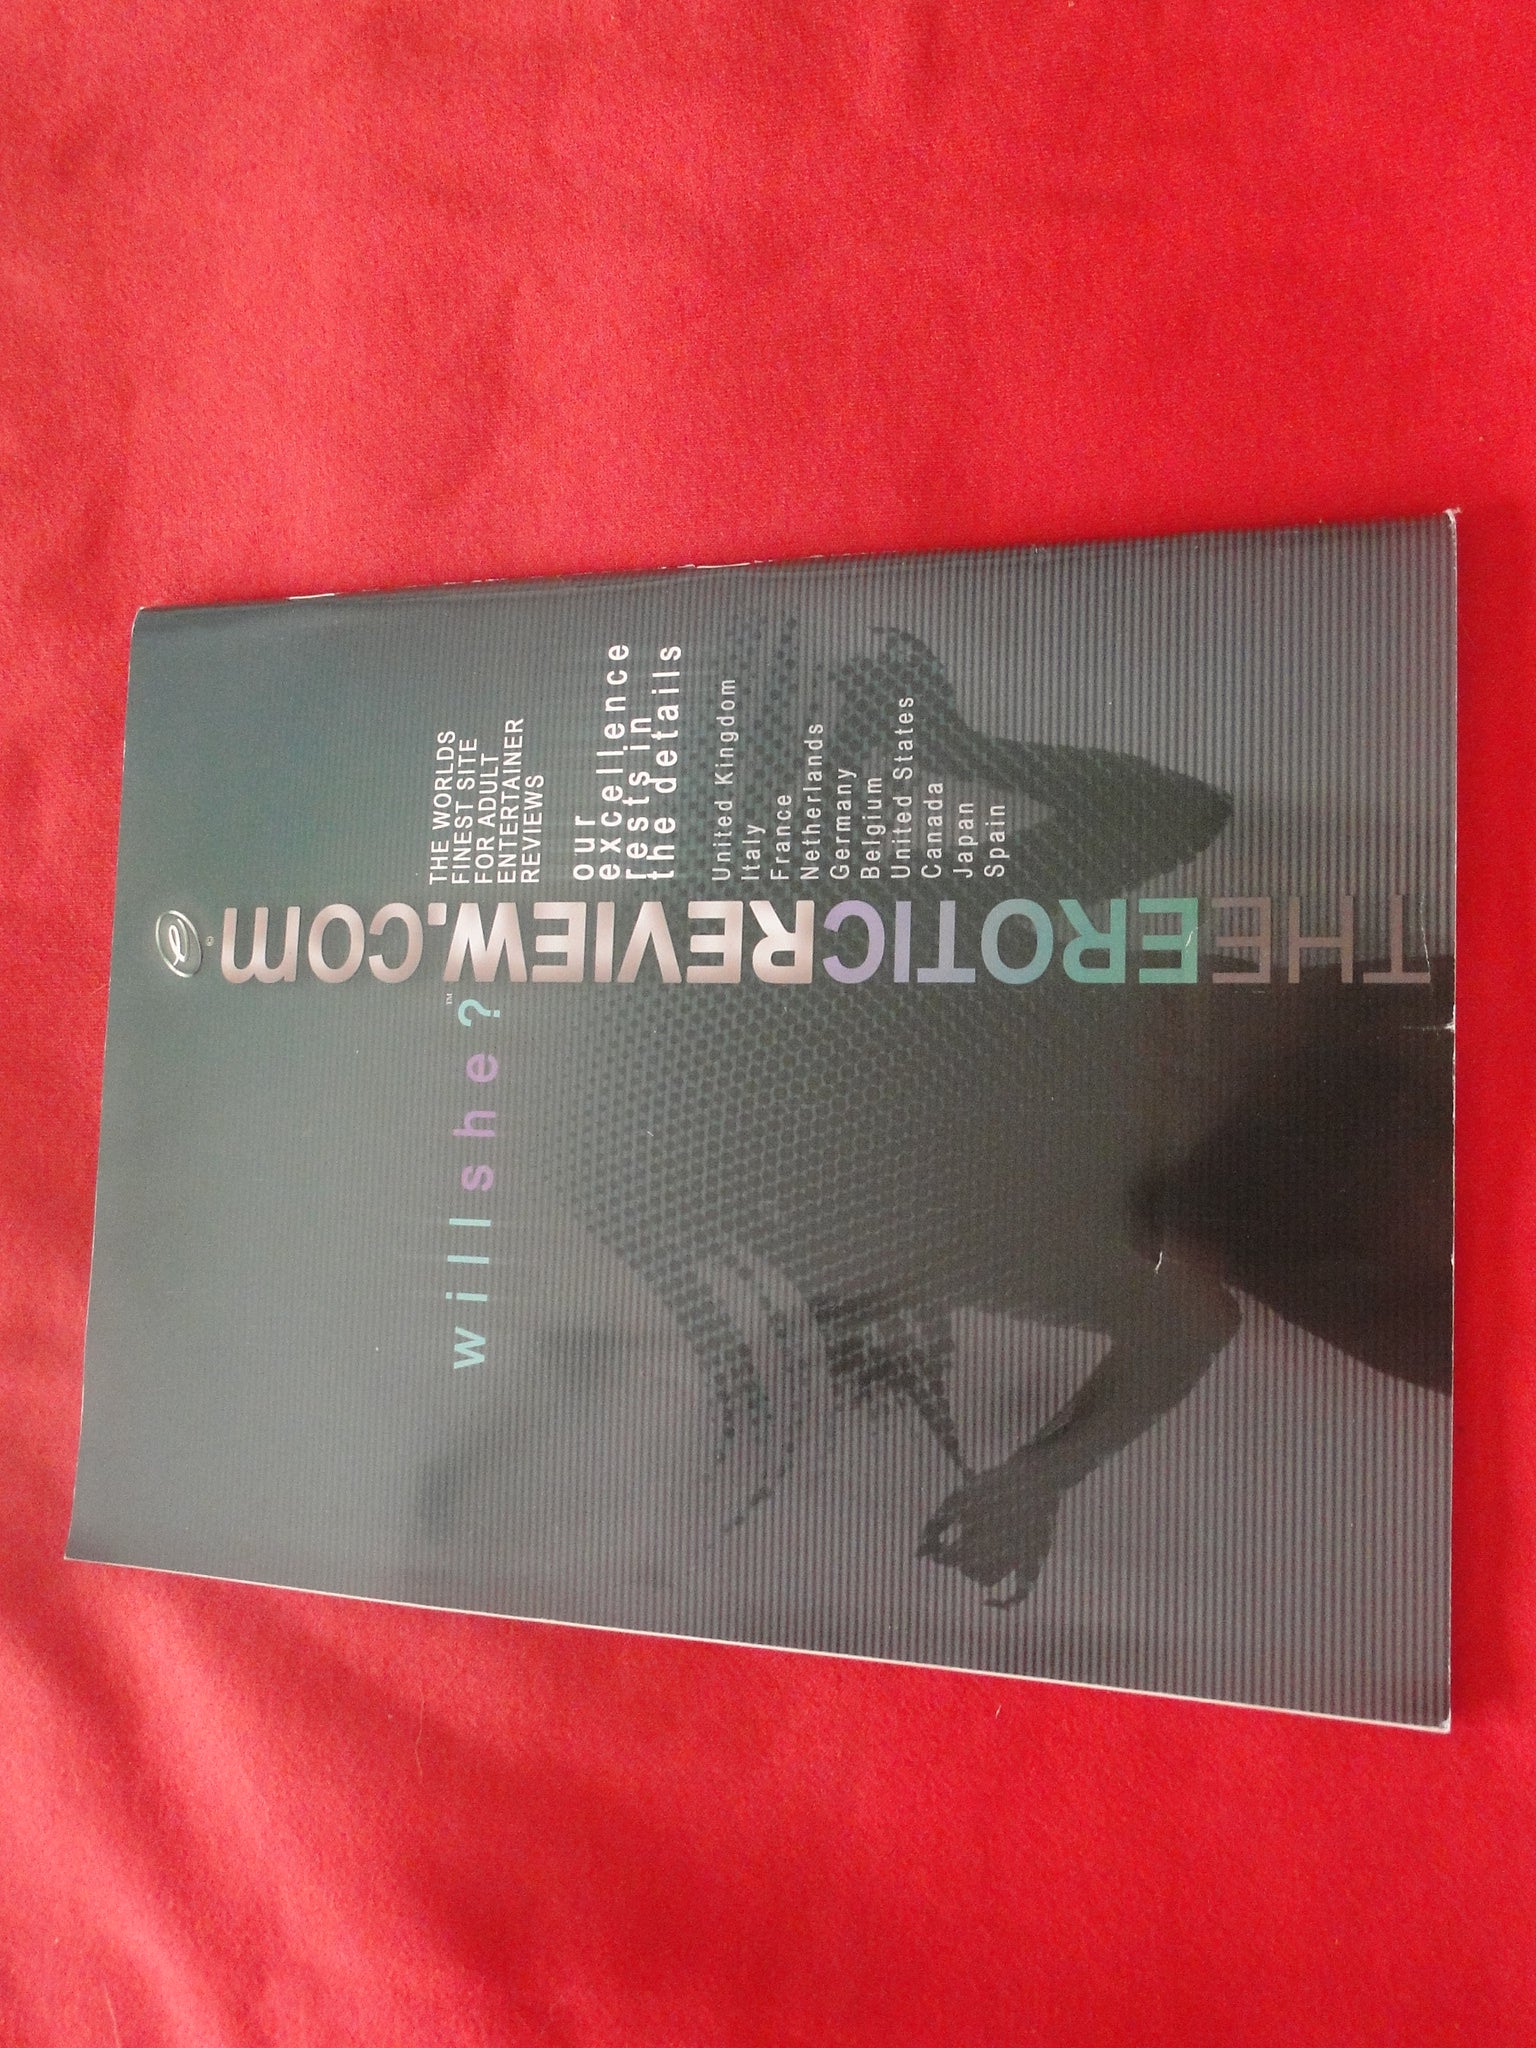 THEEROTICREVIEW.COM
®
w i l l s h e ?
™
THE WORLDS
FINEST SITE
FOR ADULT
ENTERTAINER
REVIEWS
our
excellence
rests in
the details
United Kingdom
Italy
France
Netherlands
Germany
Belgium
United States
Canada
Japan
Spain